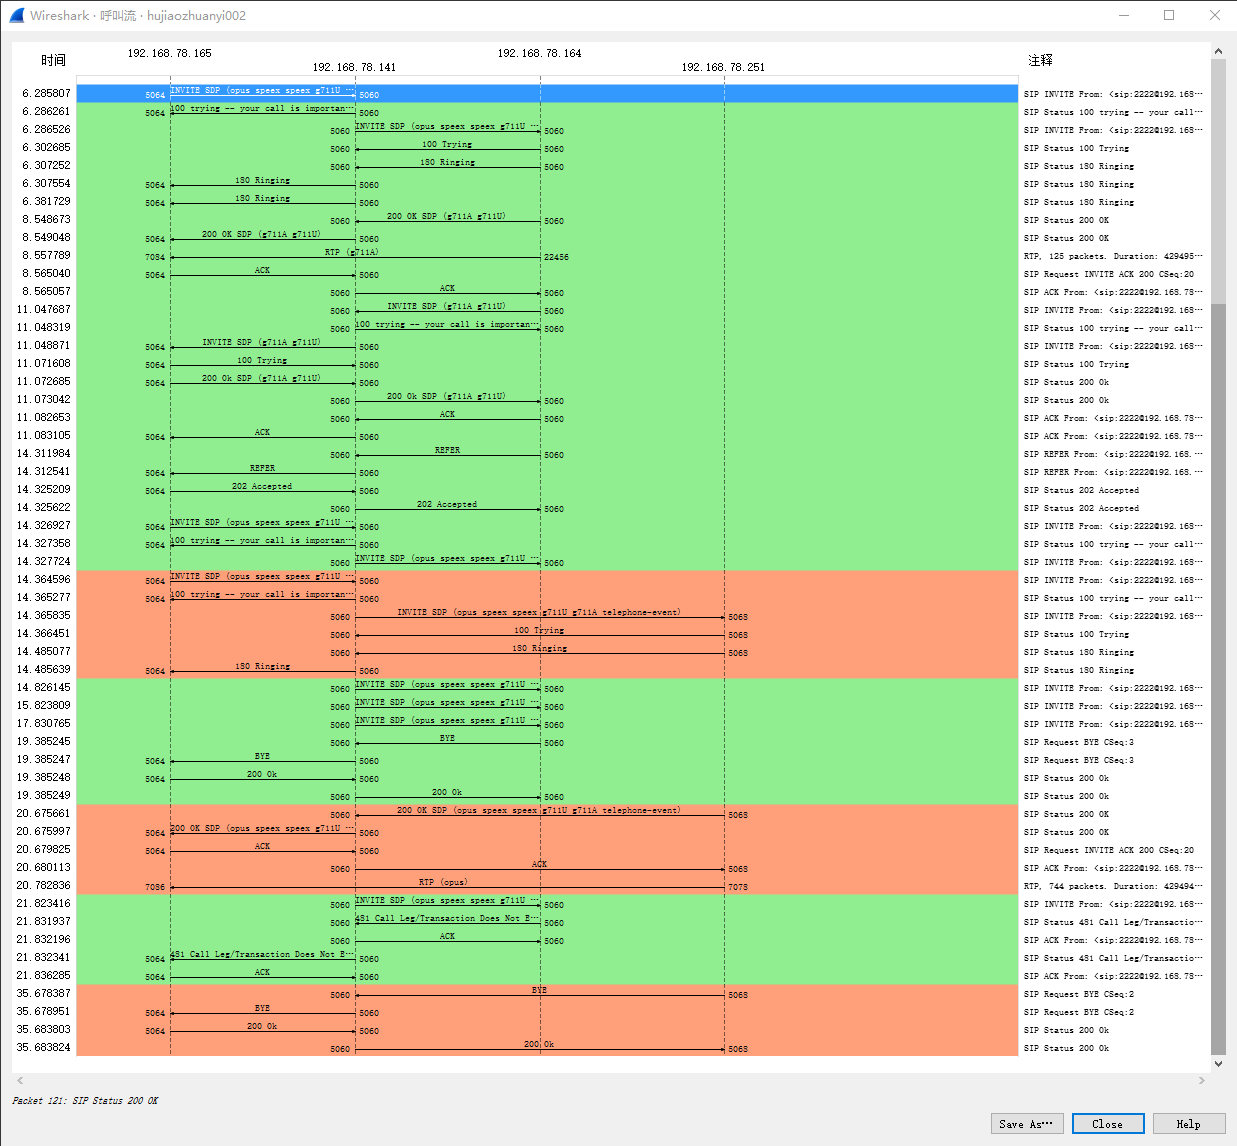 Wireshark · 呼叫流 · hujiaozhuanyi002
时间 192.168.78.165 192.168.78.141 192.168.78.164 192.168.78.251 注释
6.285807 5064 INVITE SDP (opus speex speex g711U ··· 5060 SIP INVITE From: <sip:2222@192.168···
6.286261 5064 100 trying -- your call is importan··· 5060 SIP Status 100 trying -- your call···
6.286526 5060 INVITE SDP (opus speex speex g711U ··· 5060 SIP INVITE From: <sip:2222@192.168···
6.302685 5060 100 Trying 5060 SIP Status 100 Trying
6.307252 5060 180 Ringing 5060 SIP Status 180 Ringing
6.307554 5064 180 Ringing 5060 SIP Status 180 Ringing
6.381729 5064 180 Ringing 5060 SIP Status 180 Ringing
8.548673 5060 200 OK SDP (g711A g711U) 5060 SIP Status 200 OK
8.549048 5064 200 OK SDP (g711A g711U) 5060 SIP Status 200 OK
8.557789 7084 RTP (g711A) 22456 RTP, 125 packets. Duration: 429495···
8.565040 5064 ACK 5060 SIP Request INVITE ACK 200 CSeq:20
8.565057 5060 ACK 5060 SIP ACK From: <sip:2222@192.168.78···
11.047687 5060 INVITE SDP (g711A g711U) 5060 SIP INVITE From: <sip:2222@192.168···
11.048319 5060 100 trying -- your call is importan··· 5060 SIP Status 100 trying -- your call···
11.048871 5064 INVITE SDP (g711A g711U) 5060 SIP INVITE From: <sip:2222@192.168···
11.071608 5064 100 Trying 5060 SIP Status 100 Trying
11.072685 5064 200 Ok SDP (g711A g711U) 5060 SIP Status 200 Ok
11.073042 5060 200 Ok SDP (g711A g711U) 5060 SIP Status 200 Ok
11.082653 5060 ACK 5060 SIP ACK From: <sip:2222@192.168.78···
11.083105 5064 ACK 5060 SIP ACK From: <sip:2222@192.168.78···
14.311984 5060 REFER 5060 SIP REFER From: <sip:2222@192.168.···
14.312541 5064 REFER 5060 SIP REFER From: <sip:2222@192.168.···
14.325209 5064 202 Accepted 5060 SIP Status 202 Accepted
14.325622 5060 202 Accepted 5060 SIP Status 202 Accepted
14.326927 5064 INVITE SDP (opus speex speex g711U ··· 5060 SIP INVITE From: <sip:2222@192.168···
14.327358 5064 100 trying -- your call is importan··· 5060 SIP Status 100 trying -- your call···
14.327724 5060 INVITE SDP (opus speex speex g711U ··· 5060 SIP INVITE From: <sip:2222@192.168···
14.364596 5064 INVITE SDP (opus speex speex g711U ··· 5060 SIP INVITE From: <sip:2222@192.168···
14.365277 5064 100 trying -- your call is importan··· 5060 SIP Status 100 trying -- your call···
14.365835 5060 INVITE SDP (opus speex speex g711U g711A telephone-event) 5068 SIP INVITE From: <sip:2222@192.168···
14.366451 5060 100 Trying 5068 SIP Status 100 Trying
14.485077 5060 180 Ringing 5068 SIP Status 180 Ringing
14.485639 5064 180 Ringing 5060 SIP Status 180 Ringing
14.826145 5060 INVITE SDP (opus speex speex g711U ··· 5060 SIP INVITE From: <sip:2222@192.168···
15.823809 5060 INVITE SDP (opus speex speex g711U ··· 5060 SIP INVITE From: <sip:2222@192.168···
17.830765 5060 INVITE SDP (opus speex speex g711U ··· 5060 SIP INVITE From: <sip:2222@192.168···
19.385245 5060 BYE 5060 SIP Request BYE CSeq:3
19.385247 5064 BYE 5060 SIP Request BYE CSeq:3
19.385248 5064 200 Ok 5060 SIP Status 200 Ok
19.385249 5060 200 Ok 5060 SIP Status 200 Ok
20.675661 5060 200 OK SDP (opus speex speex g711U g711A telephone-event) 5068 SIP Status 200 OK
20.675997 5064 200 OK SDP (opus speex speex g711U ··· 5060 SIP Status 200 OK
20.679825 5064 ACK 5060 SIP Request INVITE ACK 200 CSeq:20
20.680113 5060 ACK 5068 SIP ACK From: <sip:2222@192.168.78···
20.782836 7086 RTP (opus) 7078 RTP, 744 packets. Duration: 429494···
21.823416 5060 INVITE SDP (opus speex speex g711U ··· 5060 SIP INVITE From: <sip:2222@192.168···
21.831937 5060 481 Call Leg/Transaction Does Not E··· 5060 SIP Status 481 Call Leg/Transactio···
21.832196 5060 ACK 5060 SIP ACK From: <sip:2222@192.168.78···
21.832341 5064 481 Call Leg/Transaction Does Not E··· 5060 SIP Status 481 Call Leg/Transactio···
21.836285 5064 ACK 5060 SIP ACK From: <sip:2222@192.168.78···
35.678387 5060 BYE 5068 SIP Request BYE CSeq:2
35.678951 5064 BYE 5060 SIP Request BYE CSeq:2
35.683803 5064 200 Ok 5060 SIP Status 200 Ok
35.683824 5060 200 Ok 5068 SIP Status 200 Ok
Packet 121: SIP Status 200 OK
Save As··· Close Help